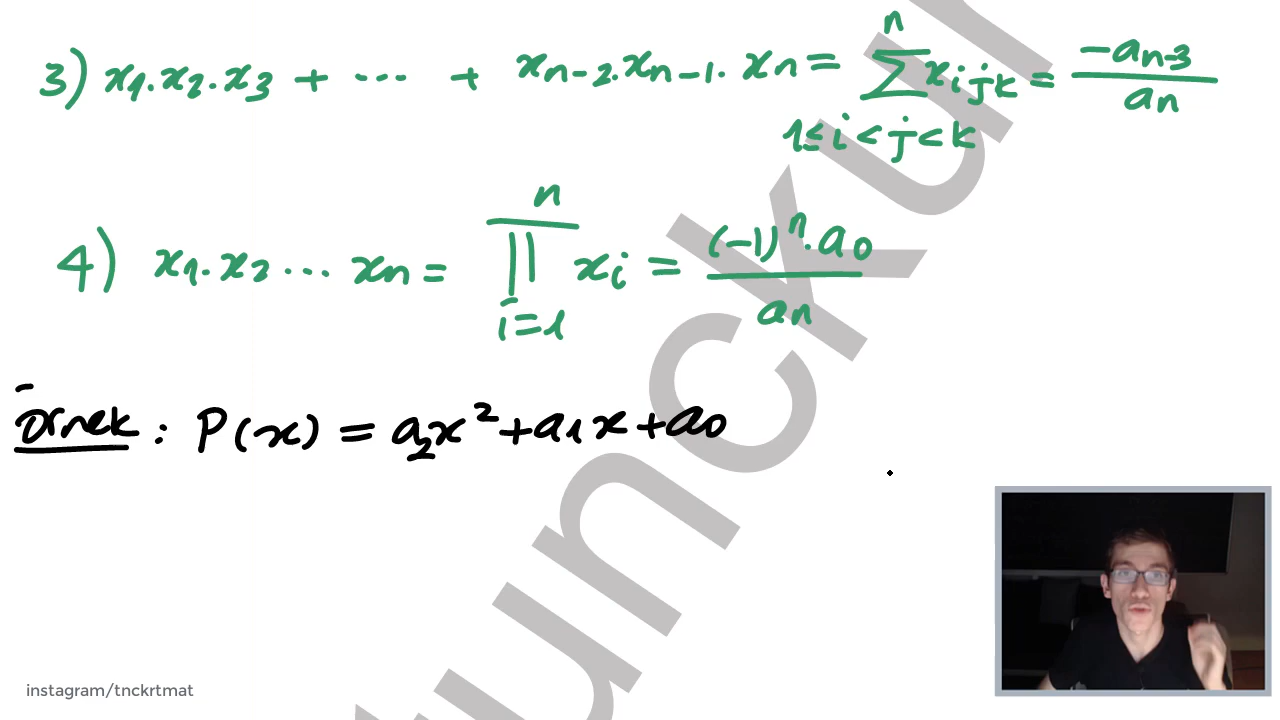 3) x1.x2.x3 + ... + xn-2.xn-1.xn = n∑1≤i<j<k xijk = -an-3/an
4) x1.x2...xn = n∏i=1 xi = (-1)^n.a0/an
örnek: P(x) = a2x²+a1x+a0
instagram/tnckrtmat